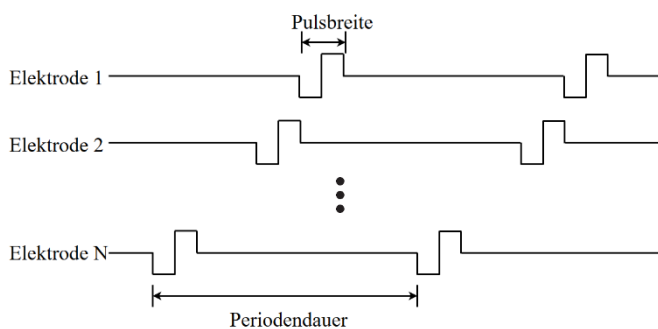 Pulsbreite
Elektrode 1
Elektrode 2
Elektrode N
Periodendauer